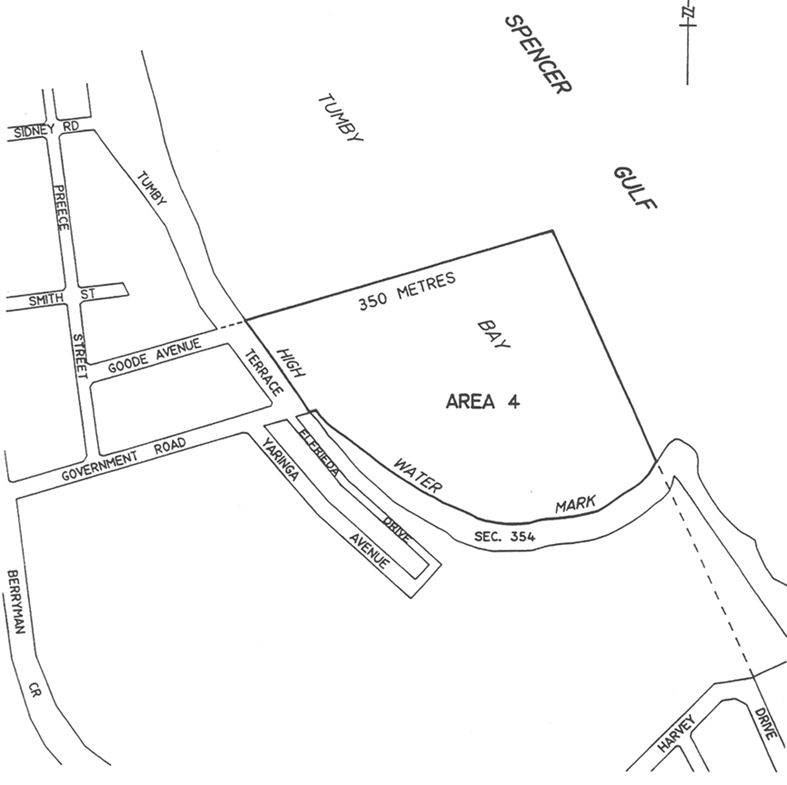 SPENCER
GULF
TUMBY
BAY
N
SIDNEY RD
TUMBY
PREECE
STREET
SMITH ST
GOODE AVENUE
TERRACE
350 METRES
HIGH
WATER
MARK
AREA 4
GOVERNMENT ROAD
YARINGA
AVENUE
ELFRIEDA
DRIVE
SEC. 354
BERRYMAN
CR
HARVEY
DRIVE